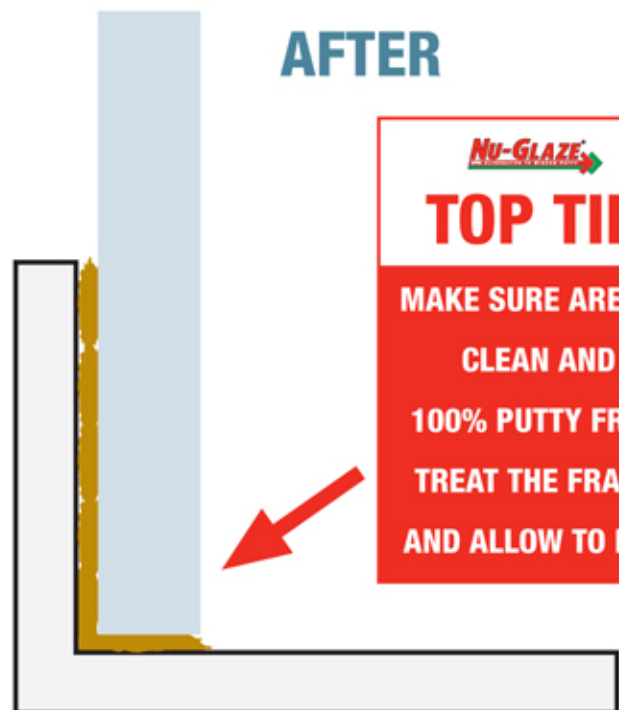 AFTER
NU-GLAZE
TOP TI
MAKE SURE ARE
CLEAN AND
100% PUTTY FR
TREAT THE FRA
AND ALLOW TO